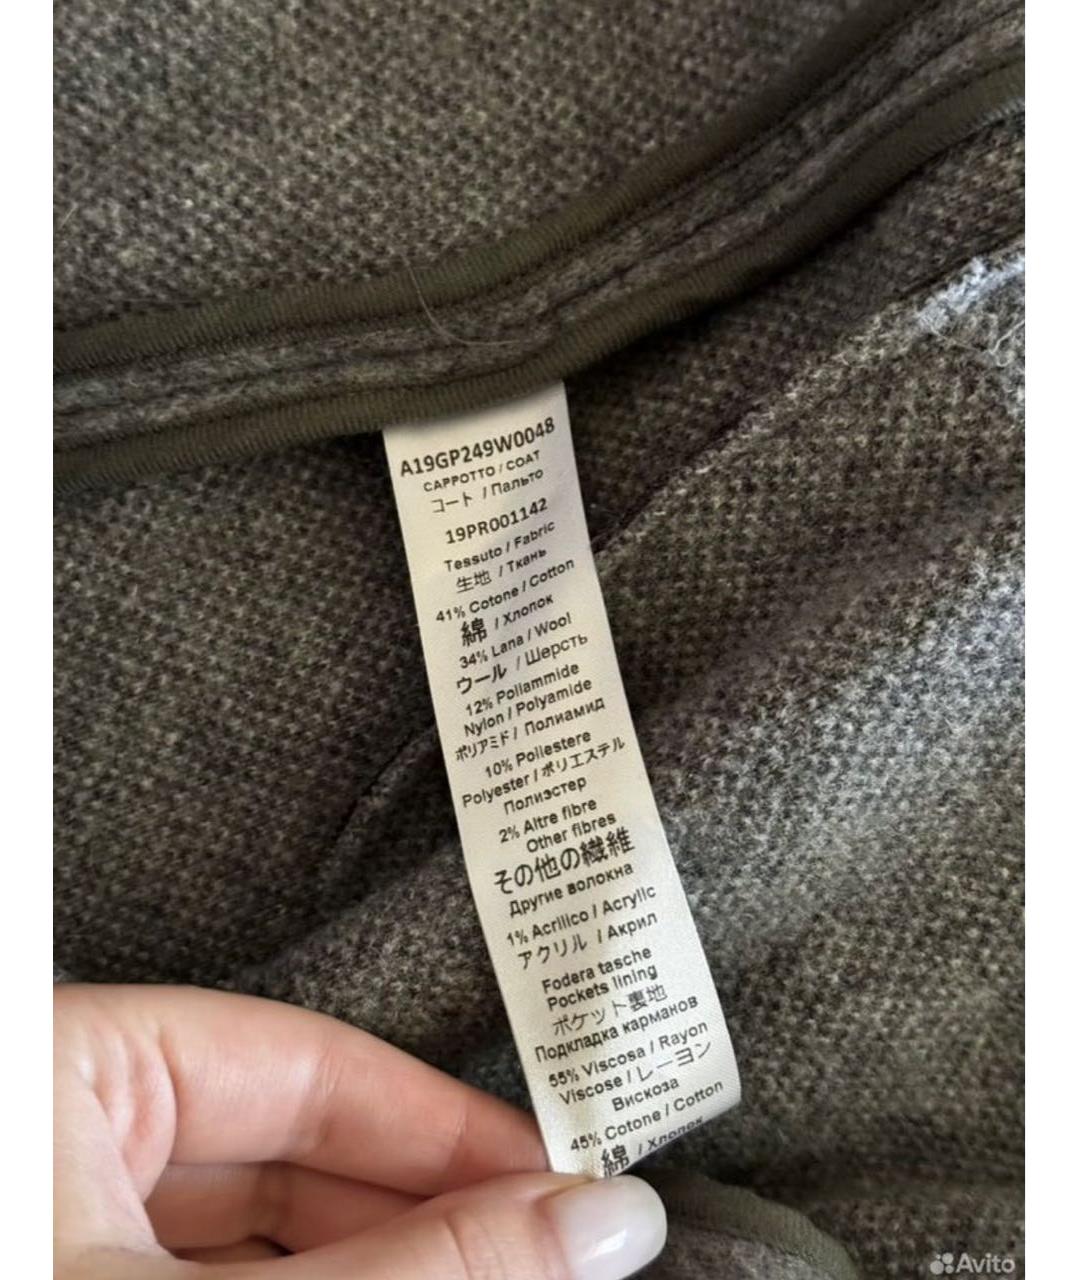 A19GP249W0048
CAPPOTTO / COAT
コート / Пальто
19PR001142
Tessuto / Fabric
生地 / Ткань
41% Cotone / Cotton
綿 / Хлопок
34% Lana / Wool
ウール / Шерсть
12% Poliammide
Nylon / Polyamide
ポリアミド / Полиамид
10% Poliestere
Polyester / ポリエステル
Полиэстер
2% Altre fibre
Other fibres
その他の繊維
Другие волокна
1% Acrilico / Acrylic
アクリル / Акрил
Fodera tasche
Pockets lining
ポケット裏地
Подкладка карманов
55% Viscosa / Rayon
Viscose / レーヨン
Вискоза
45% Cotone / Cotton
綿 / Хлопок
Avito